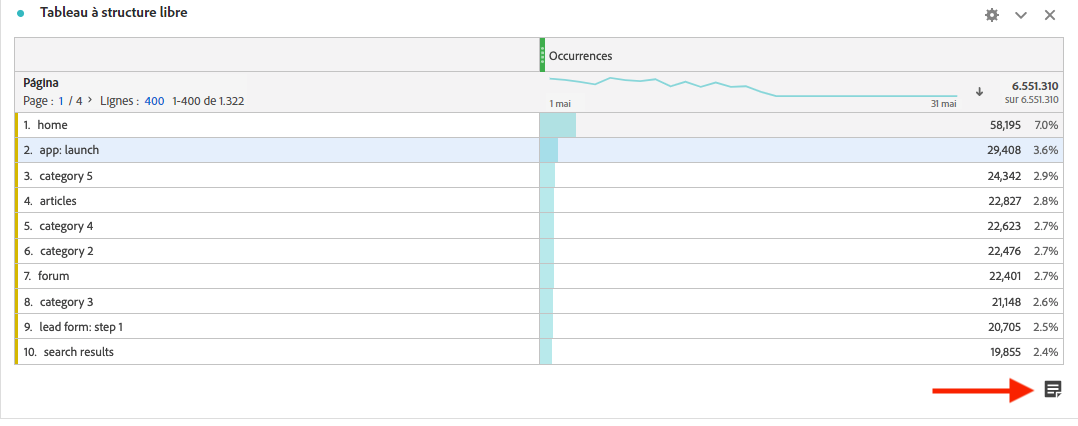 Tableau à structure libre
Occurrences
Página
Page : 1 / 4 > Lignes : 400 1-400 de 1.322
1 mai
31 mai
6.551.310
sur 6.551.310
1. home 58,195 7.0%
2. app: launch 29,408 3.6%
3. category 5 24,342 2.9%
4. articles 22,827 2.8%
5. category 4 22,623 2.7%
6. category 2 22,476 2.7%
7. forum 22,401 2.7%
8. category 3 21,148 2.6%
9. lead form: step 1 20,705 2.5%
10. search results 19,855 2.4%